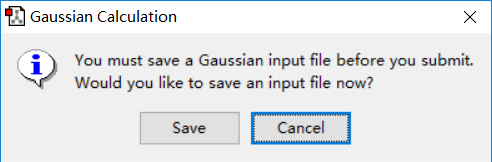 Gaussian Calculation
You must save a Gaussian input file before you submit.
Would you like to save an input file now?
Save
Cancel